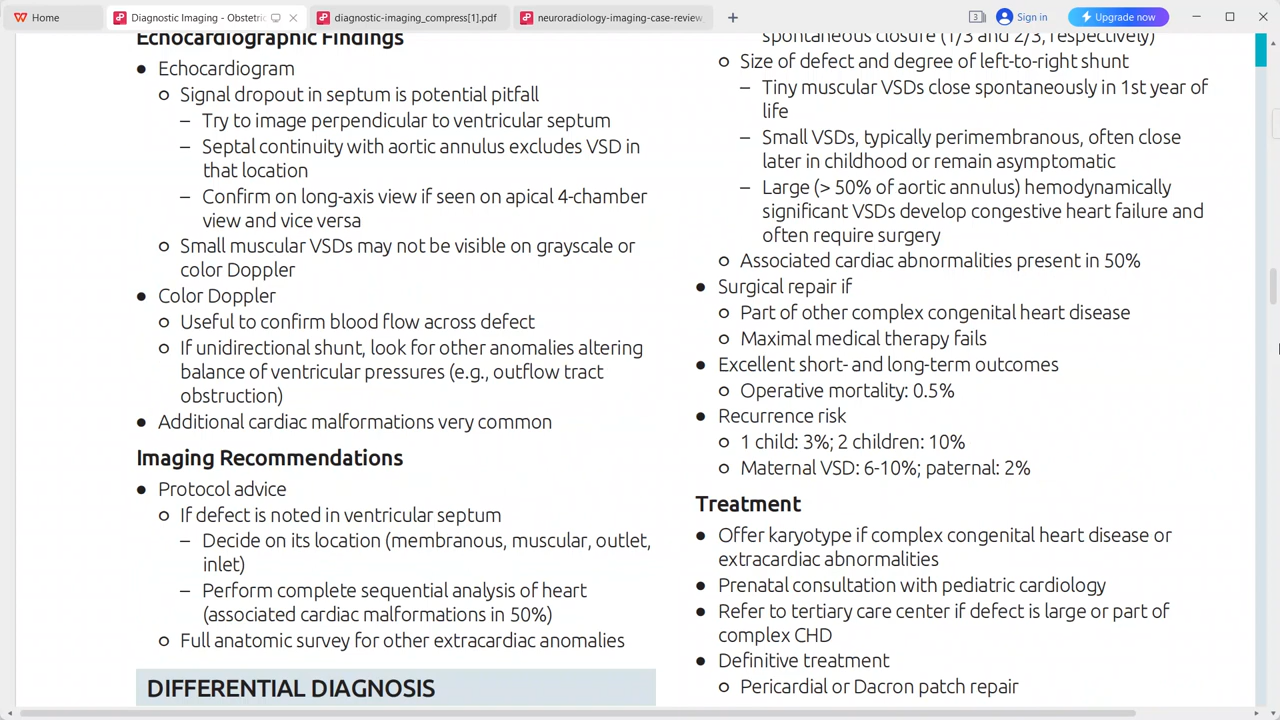 Home
Diagnostic Imaging - Obstetric
diagnostic-imaging_compress[1].pdf
neuroradiology-imaging-case-review
3
Sign in
Upgrade now
Echocardiographic Findings
● Echocardiogram
○ Signal dropout in septum is potential pitfall
– Try to image perpendicular to ventricular septum
– Septal continuity with aortic annulus excludes VSD in
that location
– Confirm on long-axis view if seen on apical 4-chamber
view and vice versa
○ Small muscular VSDs may not be visible on grayscale or
color Doppler
● Color Doppler
○ Useful to confirm blood flow across defect
○ If unidirectional shunt, look for other anomalies altering
balance of ventricular pressures (e.g., outflow tract
obstruction)
● Additional cardiac malformations very common
Imaging Recommendations
● Protocol advice
○ If defect is noted in ventricular septum
– Decide on its location (membranous, muscular, outlet,
inlet)
– Perform complete sequential analysis of heart
(associated cardiac malformations in 50%)
○ Full anatomic survey for other extracardiac anomalies
DIFFERENTIAL DIAGNOSIS
spontaneous closure (1/3 and 2/3, respectively)
○ Size of defect and degree of left-to-right shunt
– Tiny muscular VSDs close spontaneously in 1st year of
life
– Small VSDs, typically perimembranous, often close
later in childhood or remain asymptomatic
– Large (> 50% of aortic annulus) hemodynamically
significant VSDs develop congestive heart failure and
often require surgery
○ Associated cardiac abnormalities present in 50%
● Surgical repair if
○ Part of other complex congenital heart disease
○ Maximal medical therapy fails
● Excellent short- and long-term outcomes
○ Operative mortality: 0.5%
● Recurrence risk
○ 1 child: 3%; 2 children: 10%
○ Maternal VSD: 6-10%; paternal: 2%
Treatment
● Offer karyotype if complex congenital heart disease or
extracardiac abnormalities
● Prenatal consultation with pediatric cardiology
● Refer to tertiary care center if defect is large or part of
complex CHD
● Definitive treatment
○ Pericardial or Dacron patch repair